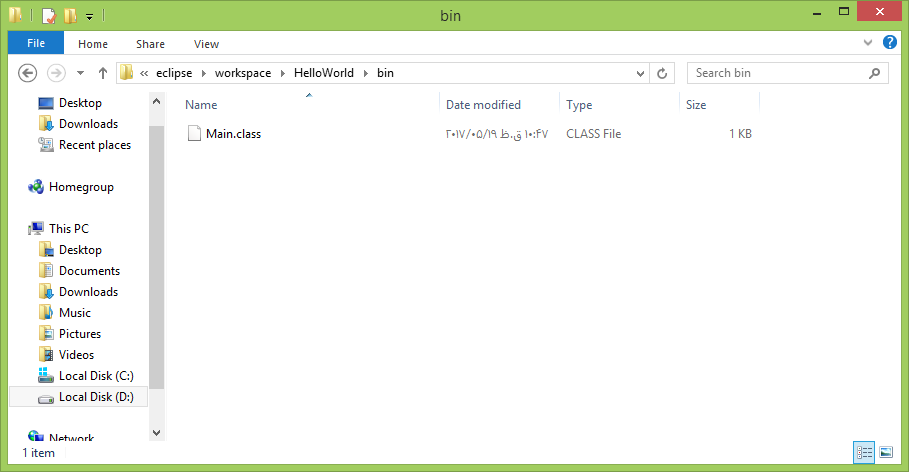 bin
File Home Share View
« eclipse workspace HelloWorld bin Search bin
Name Date modified Type Size
Main.class ۲۰۱۷/۰۵/۱۹ ق.ظ ۱۰:۴۷ CLASS File 1 KB
Desktop
Downloads
Recent places
Homegroup
This PC
Desktop
Documents
Downloads
Music
Pictures
Videos
Local Disk (C:)
Local Disk (D:)
Network
1 item